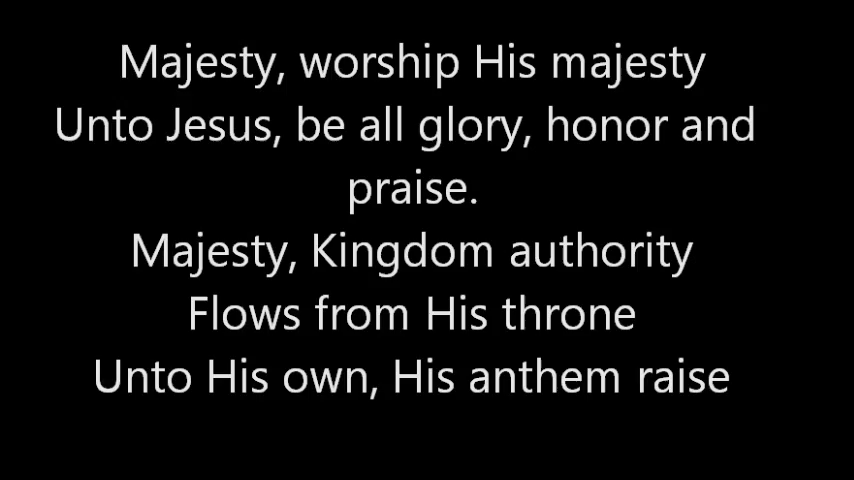 Majesty, worship His majesty
Unto Jesus, be all glory, honor and
praise.
Majesty, Kingdom authority
Flows from His throne
Unto His own, His anthem raise